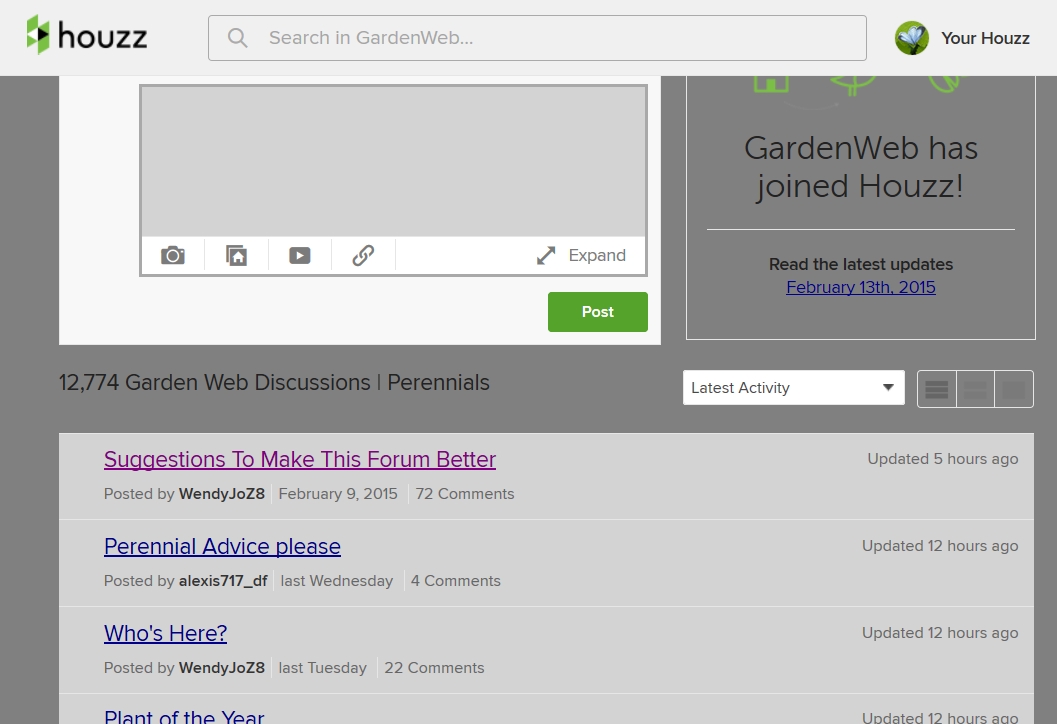 houzz
Search in GardenWeb...
Your Houzz
GardenWeb has
joined Houzz!
Expand
Read the latest updates
February 13th, 2015
Post
12,774 Garden Web Discussions | Perennials
Latest Activity
Suggestions To Make This Forum Better
Updated 5 hours ago
Posted by WendyJoZ8 February 9, 2015 72 Comments
Perennial Advice please
Updated 12 hours ago
Posted by alexis717_df last Wednesday 4 Comments
Who's Here?
Updated 12 hours ago
Posted by WendyJoZ8 last Tuesday 22 Comments
Plant of the Year
Updated 12 hours ago